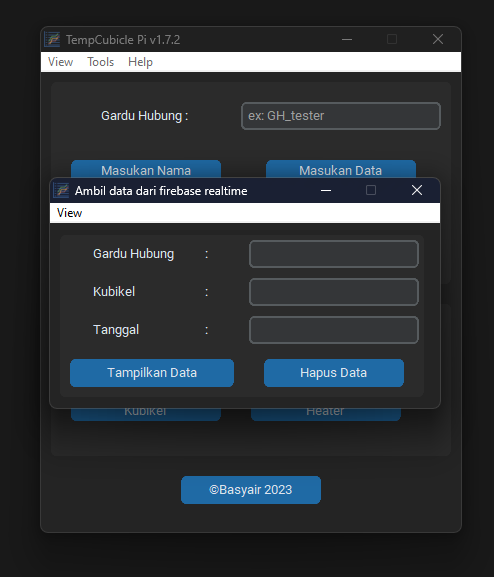 TempCubicle Pi v1.7.2
View Tools Help
Gardu Hubung : ex: GH_tester
Masukan Nama Masukan Data
Ambil data dari firebase realtime
View
Gardu Hubung :
Kubikel :
Tanggal :
Tampilkan Data Hapus Data
Kubikel Heater
©Basyair 2023